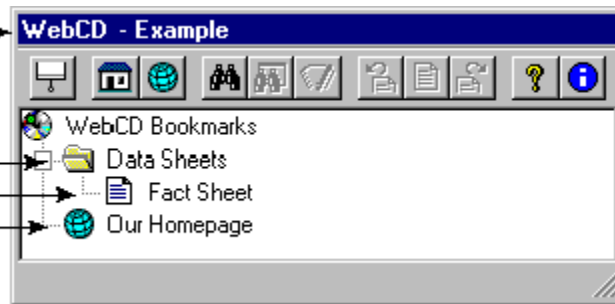 WebCD - Example
WebCD Bookmarks
Data Sheets
Fact Sheet
Our Homepage